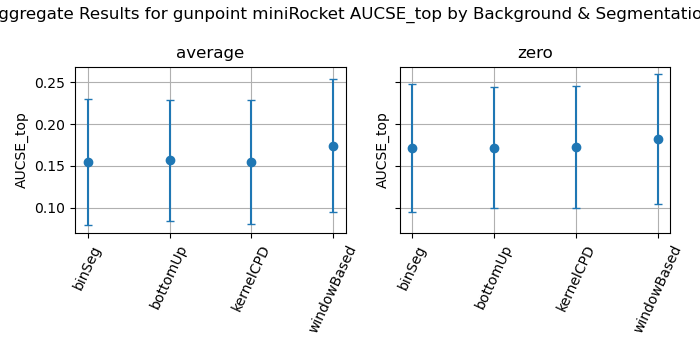 ggregate Results for gunpoint miniRocket AUCSE_top by Background & Segmentatio
average
zero
AUCSE_top
0.25
0.20
0.15
0.10
binSeg
bottomUp
kernelCPD
windowBased
AUCSE_top
binSeg
bottomUp
kernelCPD
windowBased